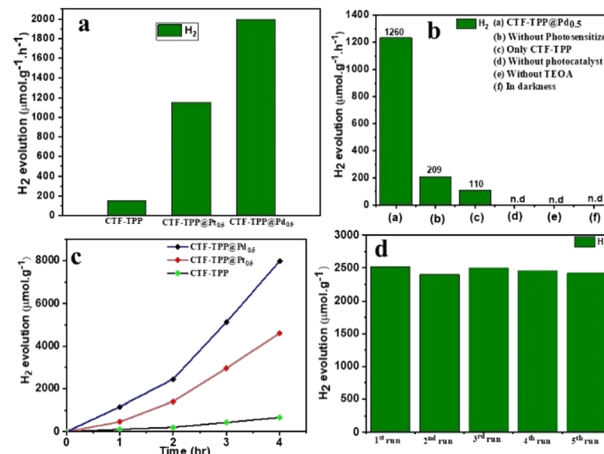 a
H₂
H₂ evolution (μmol.g⁻¹.h⁻¹)
2000
1800
1600
1400
1200
1000
800
600
400
200
0
CTF-TPP
CTF-TPP@Pt₀.₅
CTF-TPP@Pd₀.₅
b
H₂
(a) CTF-TPP@Pd₀.₅
(b) Without Photosensitize
(c) Only CTF-TPP
(d) Without photocatalyst
(e) Without TEOA
(f) In darkness
H₂ evolution (μmol.g⁻¹)
1400
1200
1000
800
600
400
200
0
1260
209
110
n.d
n.d
n.d
(a)
(b)
(c)
(d)
(e)
(f)
c
CTF-TPP@Pd₀.₅
CTF-TPP@Pt₀.₅
CTF-TPP
H₂ evolution (μmol.g⁻¹)
8000
6000
4000
2000
0
0
1
2
3
4
Time (hr)
d
H
H₂ evolution (μmol.g⁻¹)
3000
2500
2000
1500
1000
500
0
1ˢᵗ run
2ⁿᵈ run
3ʳᵈ run
4ᵗʰ run
5ᵗʰ run